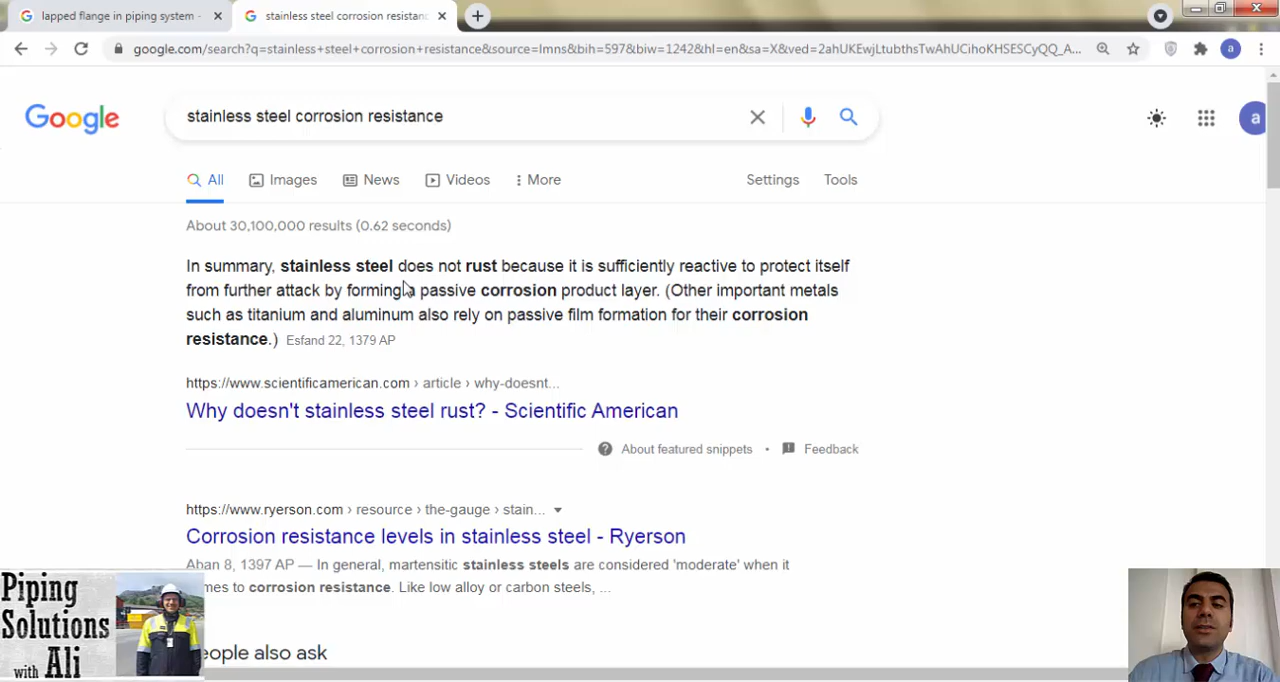 lapped flange in piping system -
stainless steel corrosion resistanc
google.com/search?q=stainless+steel+corrosion+resistance&source=lmns&bih=597&biw=1242&hl=en&sa=X&ved=2ahUKEwjLtubthsTwAhUCihoKHSESCyQQ_A...
a
Google
stainless steel corrosion resistance
a
All Images News Videos More Settings Tools
About 30,100,000 results (0.62 seconds)
In summary, stainless steel does not rust because it is sufficiently reactive to protect itself
from further attack by forming a passive corrosion product layer. (Other important metals
such as titanium and aluminum also rely on passive film formation for their corrosion
resistance.) Esfand 22, 1379 AP
https://www.scientificamerican.com › article › why-doesnt...
Why doesn't stainless steel rust? - Scientific American
About featured snippets • Feedback
https://www.ryerson.com › resource › the-gauge › stain...
Corrosion resistance levels in stainless steel - Ryerson
Aban 8, 1397 AP — In general, martensitic stainless steels are considered 'moderate' when it
mes to corrosion resistance. Like low alloy or carbon steels, ...
eople also ask
Piping
Solutions
with Ali